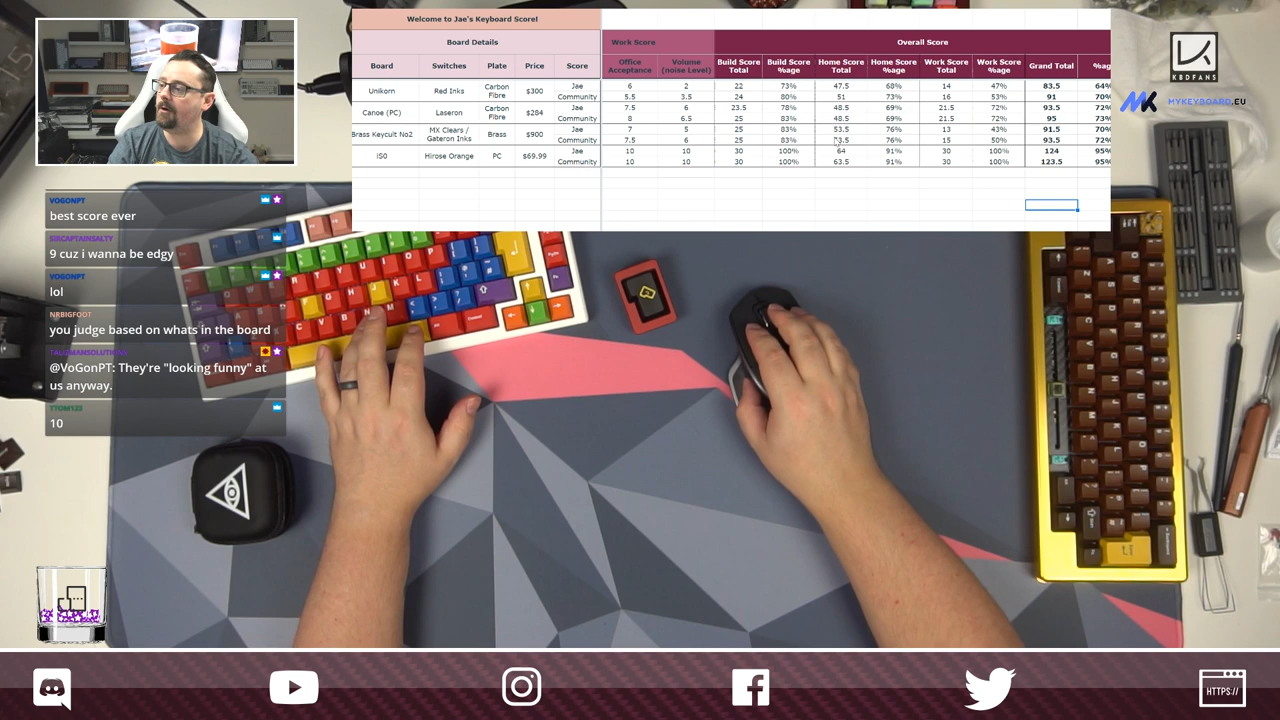 Welcome to Jae's Keyboard Score!
Board Details Work Score Overall Score
Board Switches Plate Price Score Office Acceptance Volume (noise Level) Build Score Total Build Score %age Home Score Total Home Score %age Work Score Total Work Score %age Grand Total %ag
Unikorn Red Inks Carbon Fibre $300 Jae 6 2 22 73% 47.5 68% 14 47% 83.5 64%
Community 5.5 3.5 24 80% 51 73% 16 53% 91 70%
Canoe (PC) Laseron Carbon Fibre $284 Jae 7.5 6 23.5 78% 48.5 69% 21.5 72% 93.5 72%
Community 8 6.5 25 83% 48.5 69% 21.5 72% 95 73%
Brass Keycult No2 MX Clears / Gateron Inks Brass $900 Jae 7 5 25 83% 53.5 76% 13 43% 91.5 70%
Community 7.5 6 25 83% 76% 15 50% 93.5 72%
IS0 Hirose Orange PC $69.99 Jae 10 10 30 100% 64 91% 30 100% 124 95%
Community 10 10 30 100% 63.5 91% 30 100% 123.5 95%
KBDFANS
MK MYKEYBOARD.EU
VOGONPT
best score ever
SIRCAPTAINSALTY
9 cuz i wanna be edgy
VOGONPT
lol
NRBIGFOOT
you judge based on whats in the board
@VoGonPT: They're "looking funny" at
us anyway.
YTOM123
10
HTTPS://